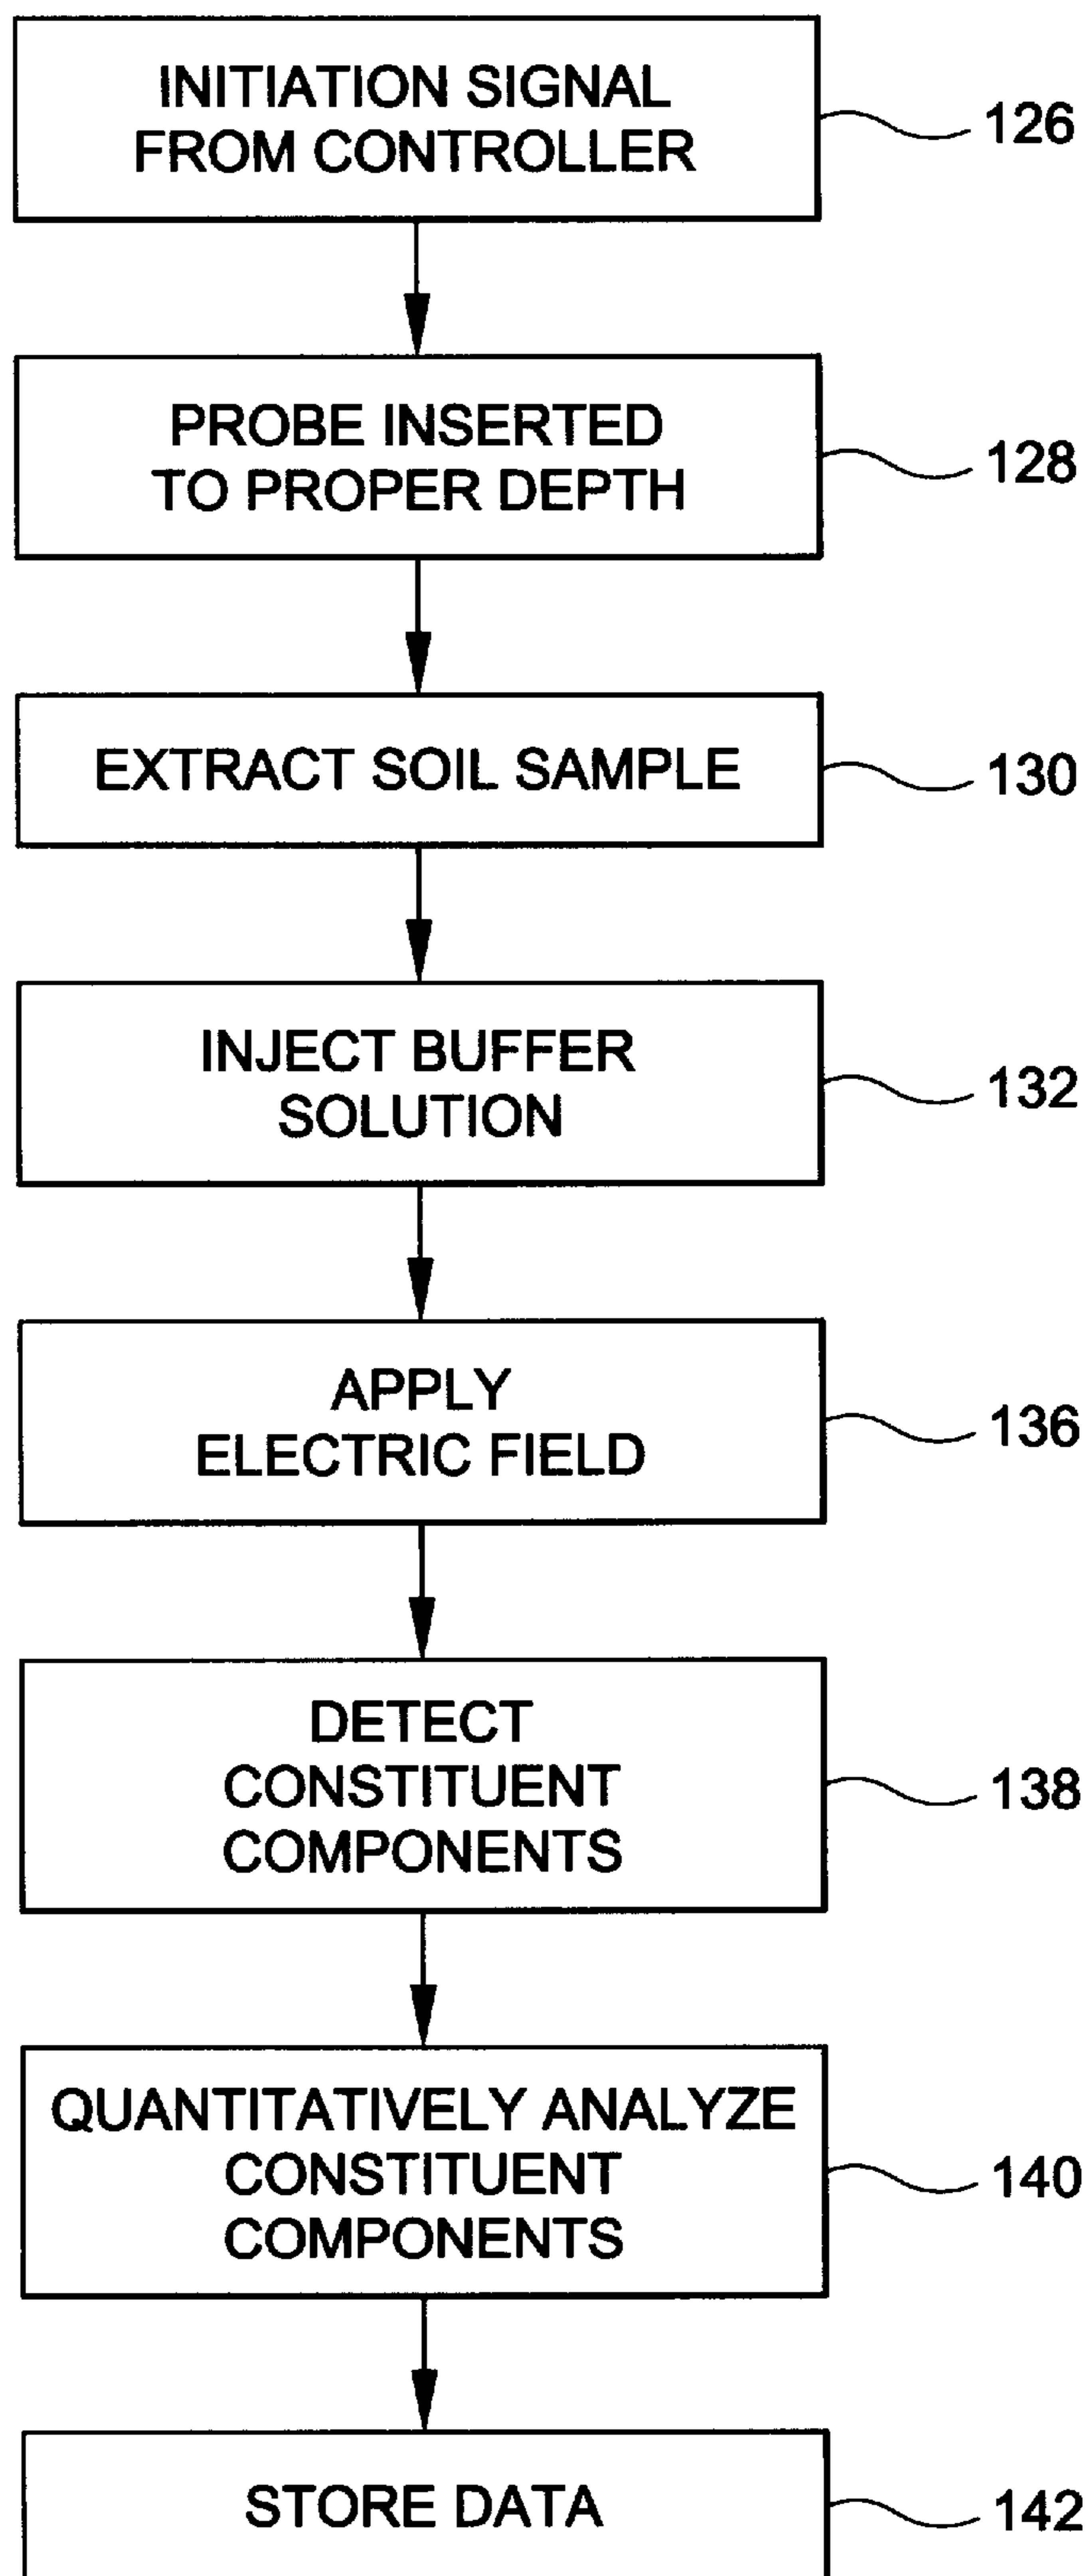 INITIATION SIGNAL
FROM CONTROLLER
126
PROBE INSERTED
TO PROPER DEPTH
128
EXTRACT SOIL SAMPLE
130
INJECT BUFFER
SOLUTION
132
APPLY
ELECTRIC FIELD
136
DETECT
CONSTITUENT
COMPONENTS
138
QUANTITATIVELY ANALYZE
CONSTITUENT
COMPONENTS
140
STORE DATA
142